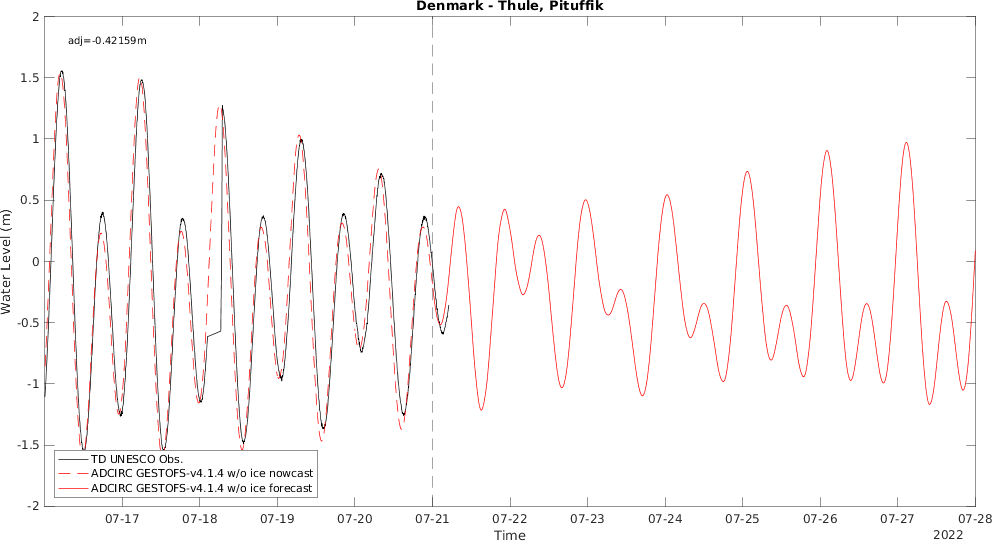 Denmark - Thule, Pituffik
adj=-0.42159m
Water Level (m)
2
1.5
1
0.5
0
-0.5
-1
-1.5
-2
TD UNESCO Obs.
ADCIRC GESTOFS-v4.1.4 w/o ice nowcast
ADCIRC GESTOFS-v4.1.4 w/o ice forecast
07-17 07-18 07-19 07-20 07-21 07-22 07-23 07-24 07-25 07-26 07-27 07-28
Time
2022